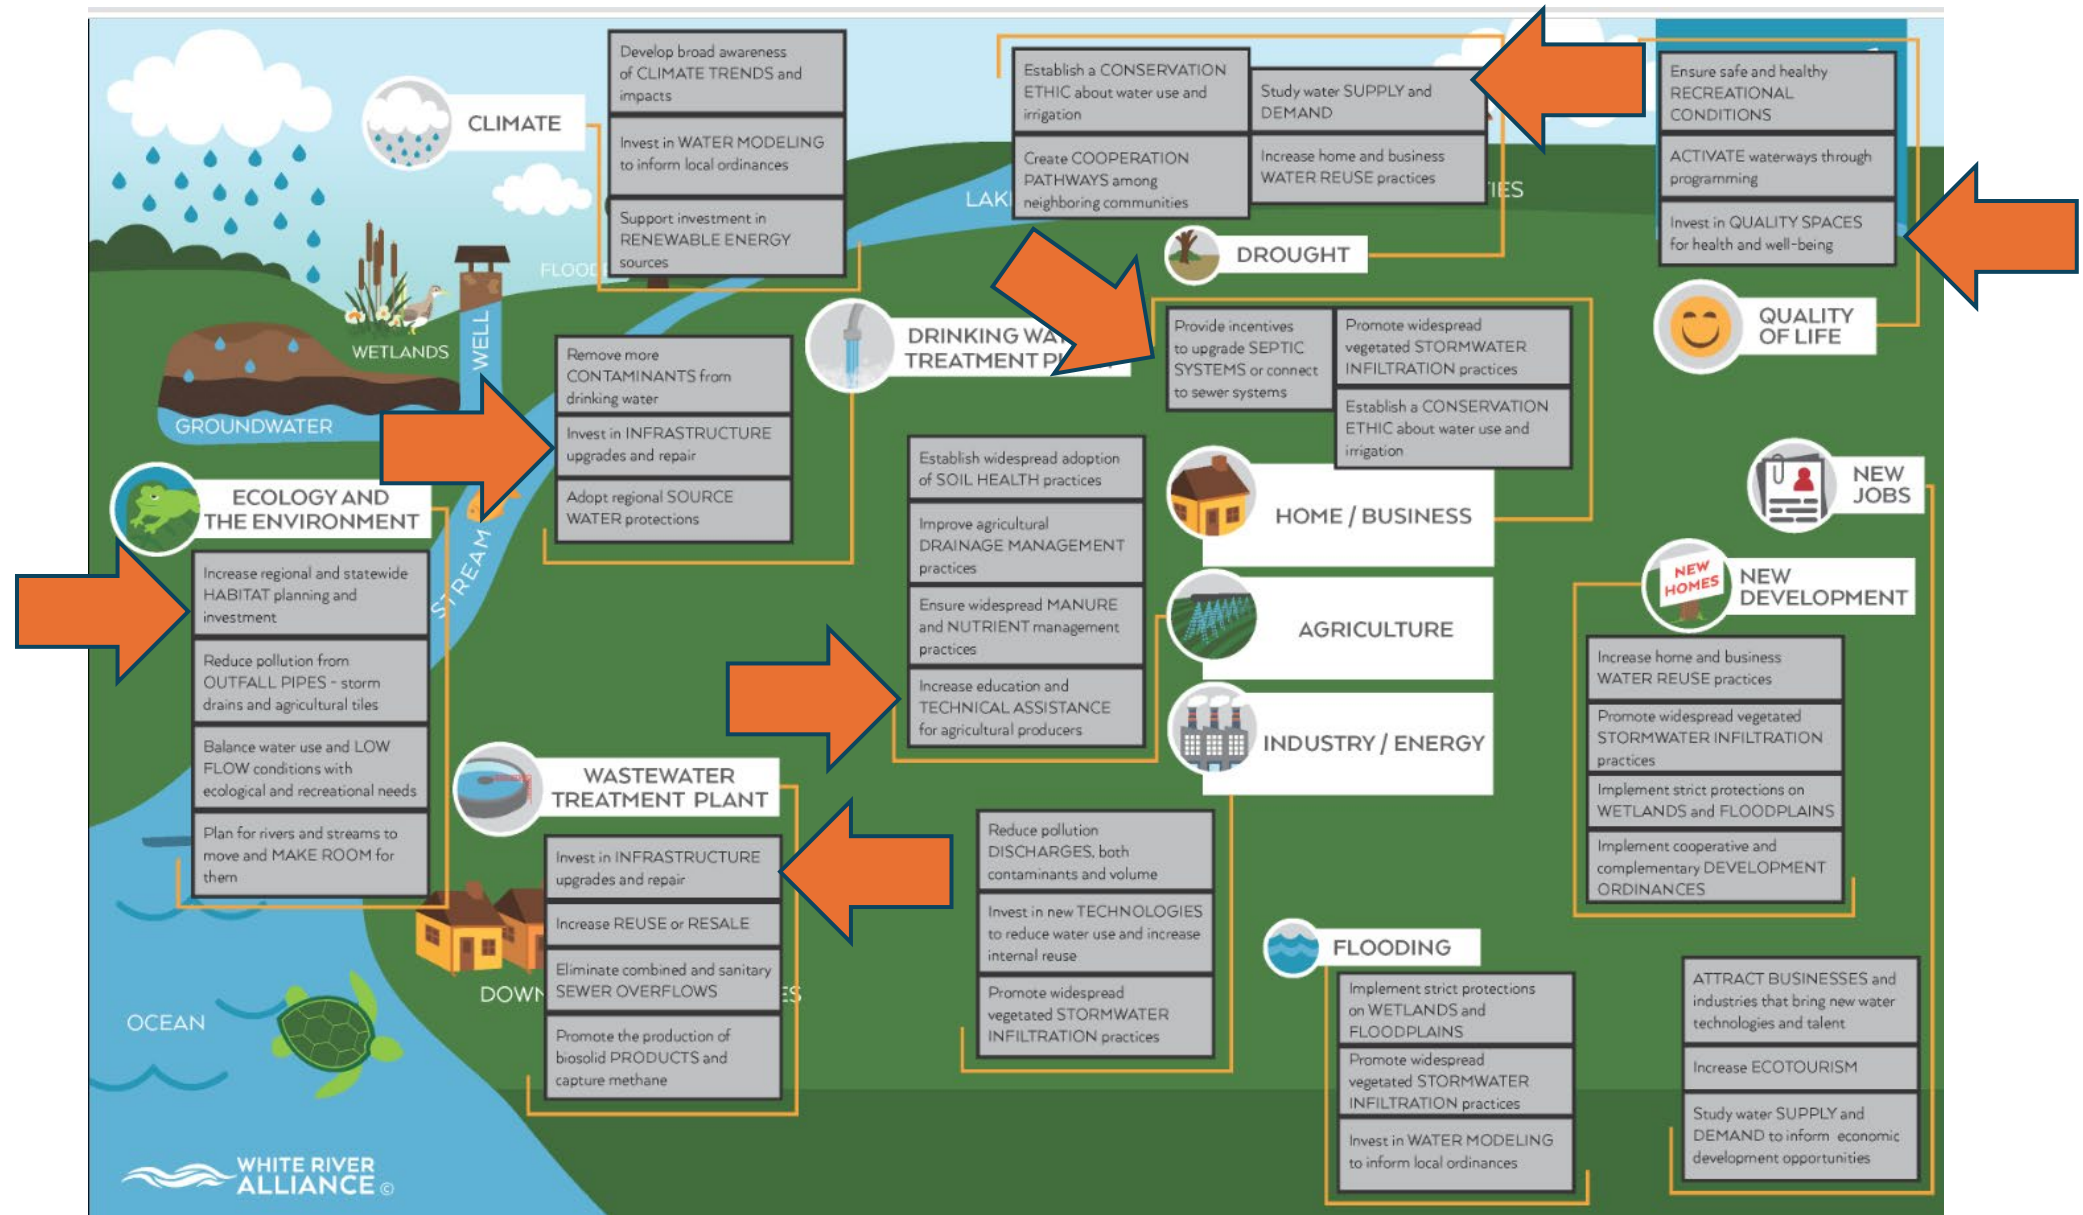 CLIMATE
Develop broad awareness
of CLIMATE TRENDS and
impacts
Invest in WATER MODELING
to inform local ordinances
Support investment in
RENEWABLE ENERGY
sources
Establish a CONSERVATION
ETHIC about water use and
irrigation
Create COOPERATION
PATHWAYS among
neighboring communities
Study water SUPPLY and
DEMAND
Increase home and business
WATER REUSE practices
DROUGHT
Ensure safe and healthy
RECREATIONAL
CONDITIONS
ACTIVATE waterways through
programming
Invest in QUALITY SPACES
for health and well-being
QUALITY
OF LIFE
WETLANDS
WELL
GROUNDWATER
STREAM
DRINKING
TREATMENT
Remove more
CONTAMINANTS from
drinking water
Invest in INFRASTRUCTURE
upgrades and repair
Adopt regional SOURCE
WATER protections
Provide incentives
to upgrade SEPTIC
SYSTEMS or connect
to sewer systems
Promote widespread
vegetated STORMWATER
INFILTRATION practices
Establish a CONSERVATION
ETHIC about water use and
irrigation
HOME / BUSINESS
Establish widespread adoption
of SOIL HEALTH practices
Improve agricultural
DRAINAGE MANAGEMENT
practices
Ensure widespread MANURE
and NUTRIENT management
practices
Increase education and
TECHNICAL ASSISTANCE
for agricultural producers
AGRICULTURE
INDUSTRY / ENERGY
Reduce pollution
DISCHARGES, both
contaminants and volume
Invest in new TECHNOLOGIES
to reduce water use and increase
internal reuse
Promote widespread
vegetated STORMWATER
INFILTRATION practices
ECOLOGY AND
THE ENVIRONMENT
Increase regional and statewide
HABITAT planning and
investment
Reduce pollution from
OUTFALL PIPES - storm
drains and agricultural tiles
Balance water use and LOW
FLOW conditions with
ecological and recreational needs
Plan for rivers and streams to
move and MAKE ROOM for
them
WASTEWATER
TREATMENT PLANT
Invest in INFRASTRUCTURE
upgrades and repair
Increase REUSE or RESALE
Eliminate combined and sanitary
SEWER OVERFLOWS
Promote the production of
biosolid PRODUCTS and
capture methane
NEW
JOBS
NEW
HOMES
NEW
DEVELOPMENT
Increase home and business
WATER REUSE practices
Promote widespread vegetated
STORMWATER INFILTRATION
practices
Implement strict protections on
WETLANDS and FLOODPLAINS
Implement cooperative and
complementary DEVELOPMENT
ORDINANCES
FLOODING
Implement strict protections
on WETLANDS and
FLOODPLAINS
Promote widespread
vegetated STORMWATER
INFILTRATION practices
Invest in WATER MODELING
to inform local ordinances
ATTRACT BUSINESSES and
industries that bring new water
technologies and talent
Increase ECOTOURISM
Study water SUPPLY and
DEMAND to inform economic
development opportunities
OCEAN
WHITE RIVER
ALLIANCE ©